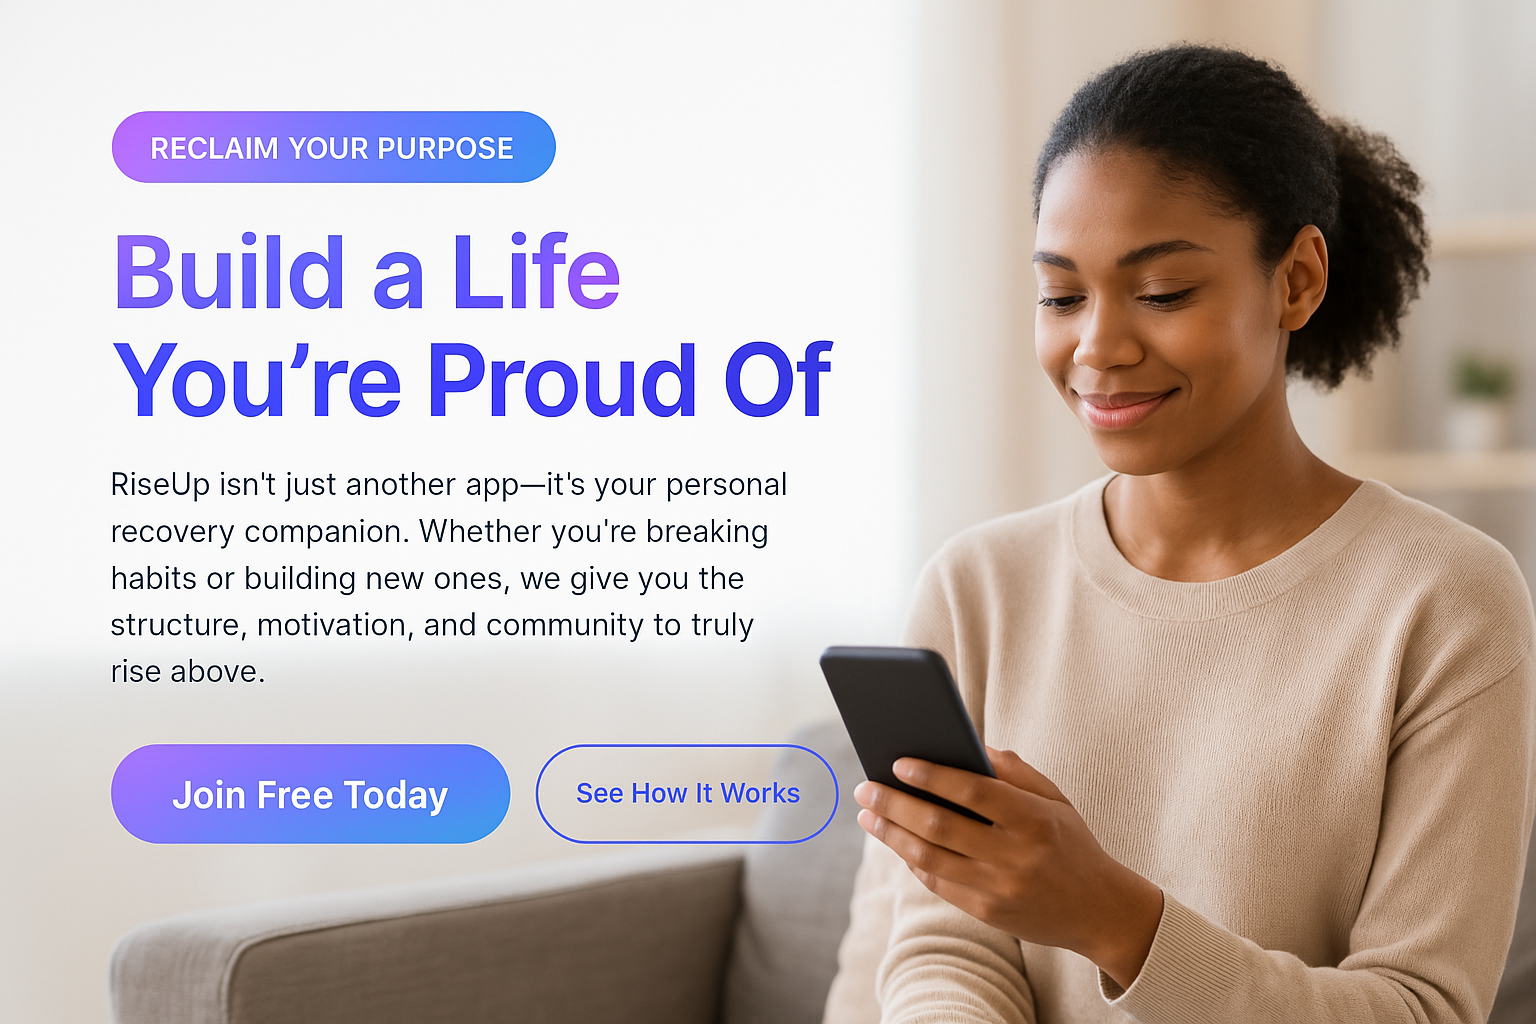 RECLAIM YOUR PURPOSE
Build a Life
You’re Proud Of
RiseUp isn't just another app—it's your personal
recovery companion. Whether you're breaking
habits or building new ones, we give you the
structure, motivation, and community to truly
rise above.
Join Free Today
See How It Works